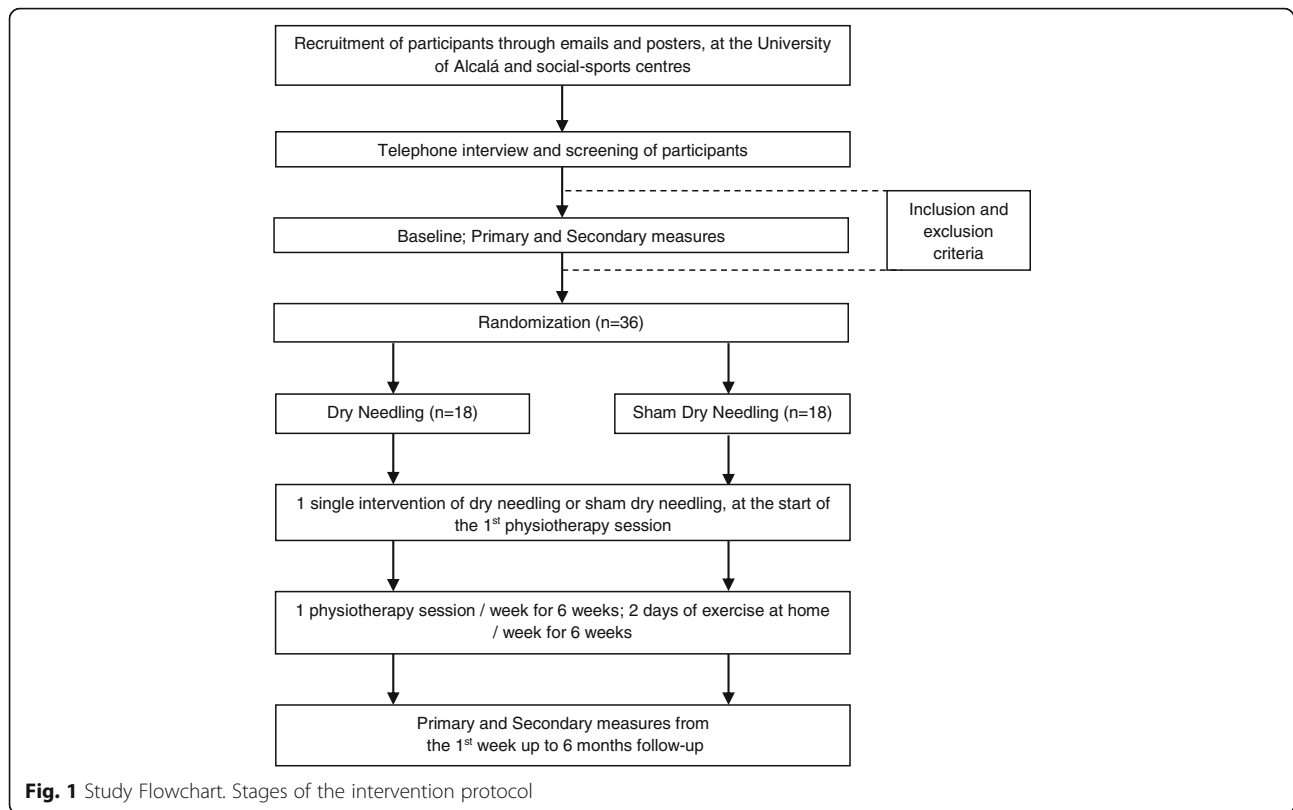 Recruitment of participants through emails and posters, at the University
of Alcalá and social-sports centres
Telephone interview and screening of participants
Inclusion and
exclusion
criteria
Baseline; Primary and Secondary measures
Randomization (n=36)
Dry Needling (n=18)
Sham Dry Needling (n=18)
1 single intervention of dry needling or sham dry needling, at the start of
the 1st physiotherapy session
1 physiotherapy session / week for 6 weeks; 2 days of exercise at home
/ week for 6 weeks
Primary and Secondary measures from
the 1st week up to 6 months follow-up
Fig. 1 Study Flowchart. Stages of the intervention protocol